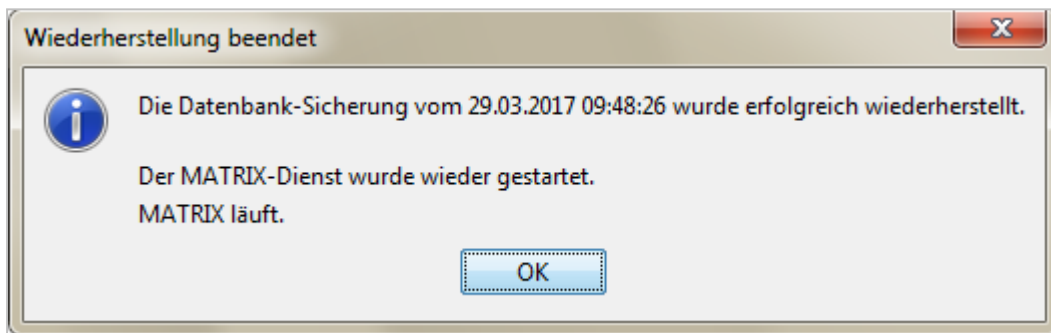 Wiederherstellung beendet
Die Datenbank-Sicherung vom 29.03.2017 09:48:26 wurde erfolgreich wiederherstellt.
Der MATRIX-Dienst wurde wieder gestartet.
MATRIX läuft.
OK